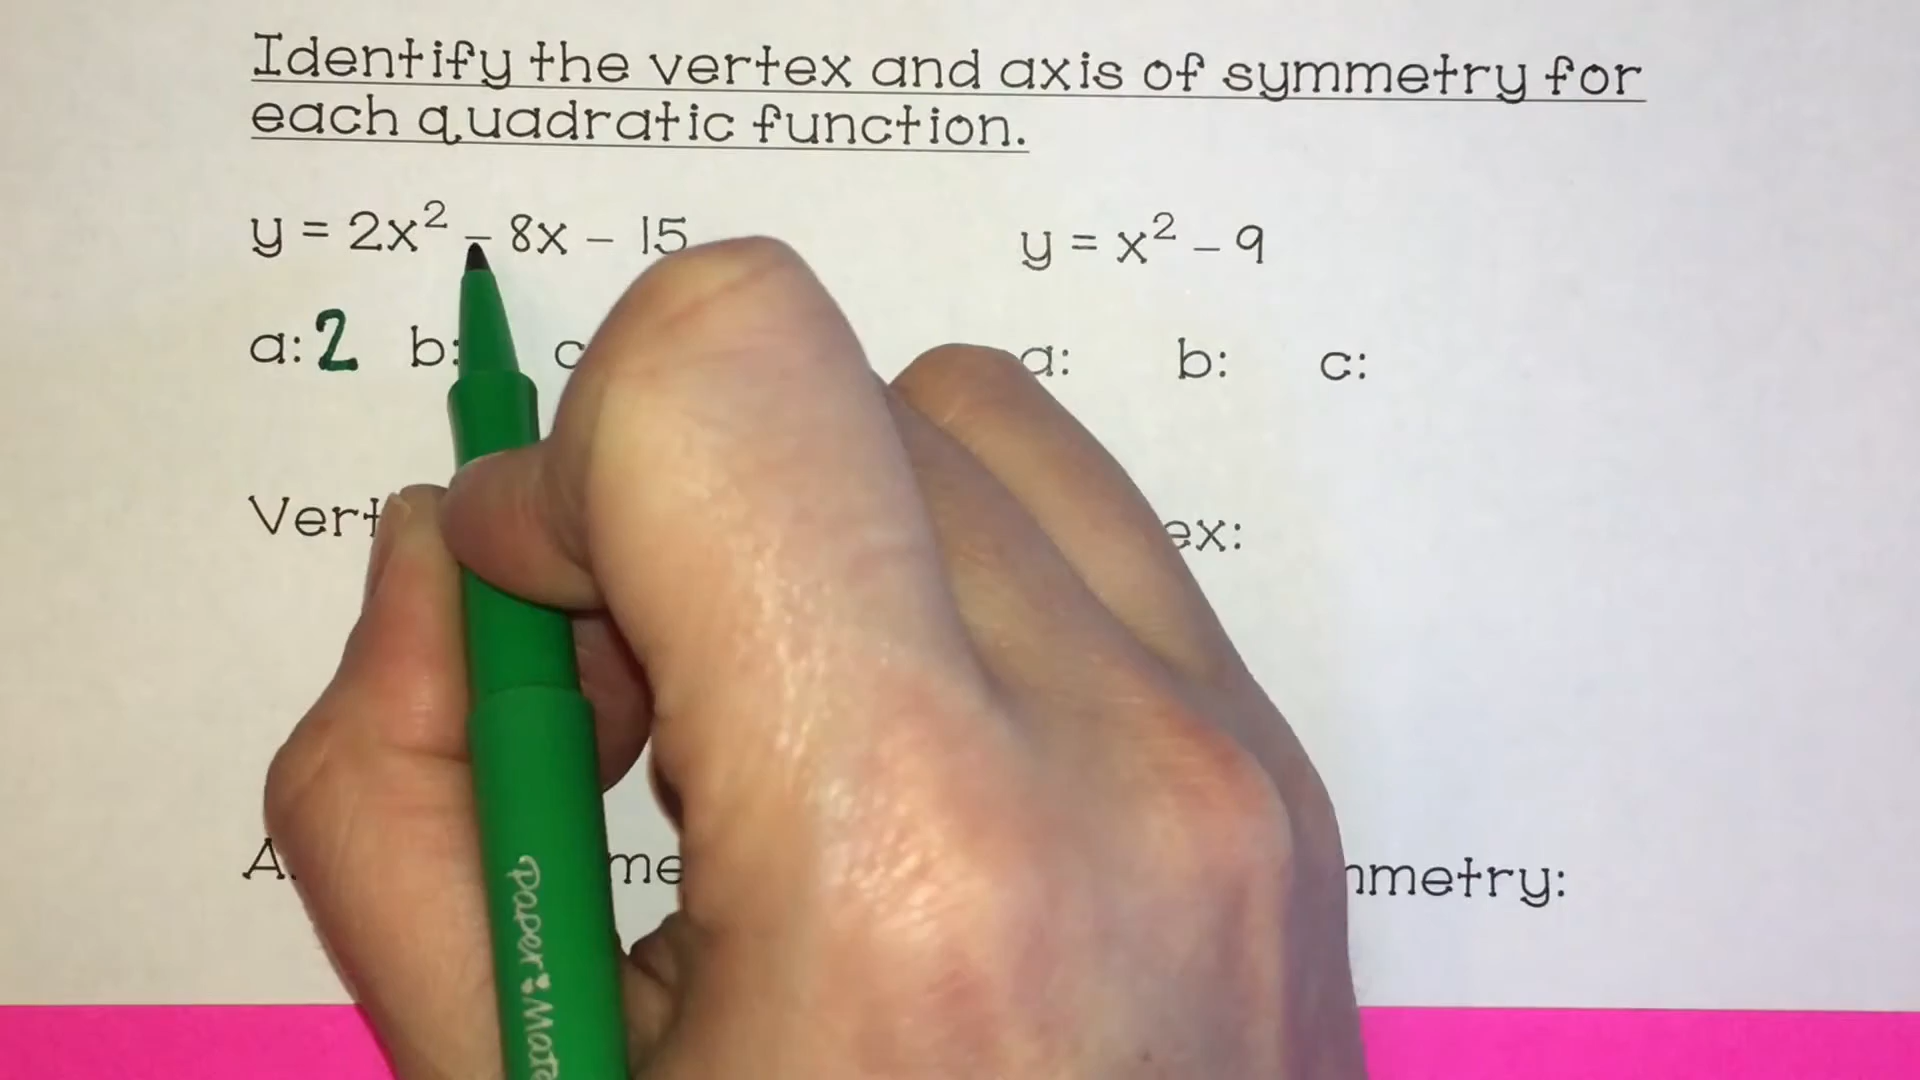 Identify the vertex and axis of symmetry for
each quadratic function.
y = 2x² – 8x – 15
y = x² – 9
a: 2 b: c
a: b: c:
Vert
ex:
A
me
mmetry:
paper:Mate